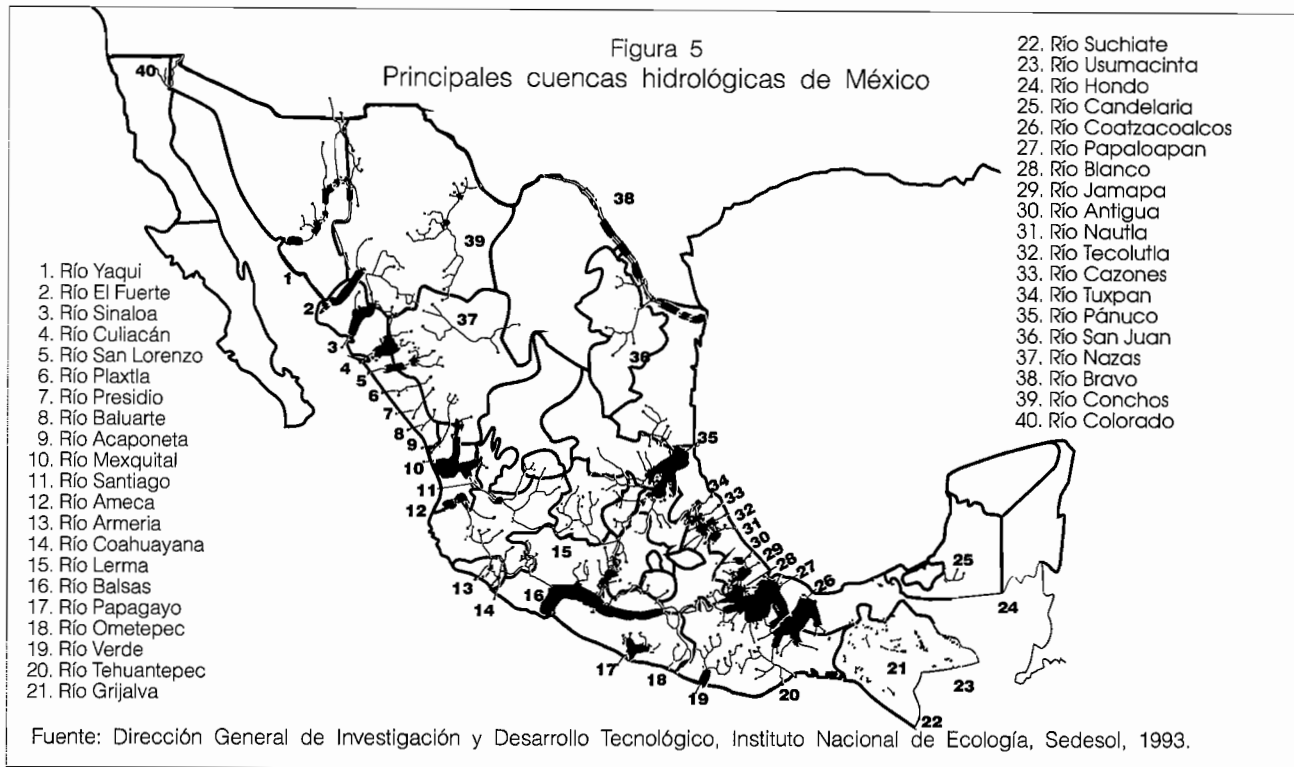 Figura 5
Principales cuencas hidrológicas de México
1. Río Yaqui
2. Río El Fuerte
3. Río Sinaloa
4. Río Culiacán
5. Río San Lorenzo
6. Río Plaxtla
7. Río Presidio
8. Río Baluarte
9. Río Acaponeta
10. Río Mexquital
11. Río Santiago
12. Río Ameca
13. Río Armeria
14. Río Coahuayana
15. Río Lerma
16. Río Balsas
17. Río Papagayo
18. Río Ometepec
19. Río Verde
20. Río Tehuantepec
21. Río Grijalva
22. Río Suchiate
23. Río Usumacinta
24. Río Hondo
25. Río Candelaria
26. Río Coatzacoalcos
27. Río Papaloapan
28. Río Blanco
29. Río Jamapa
30. Río Antigua
31. Río Nautla
32. Río Tecolutla
33. Río Cazones
34. Río Tuxpan
35. Río Pánuco
36. Río San Juan
37. Río Nazas
38. Río Bravo
39. Río Conchos
40. Río Colorado
40
38
39
1
2
37
3
36
4
5
6
7
8
9
35
10
11
34
12
33
32
31
15
30
29
28
25
13
27
14
16
26
24
21
17
18
23
19
20
22
Fuente: Dirección General de Investigación y Desarrollo Tecnológico, Instituto Nacional de Ecología, Sedesol, 1993.